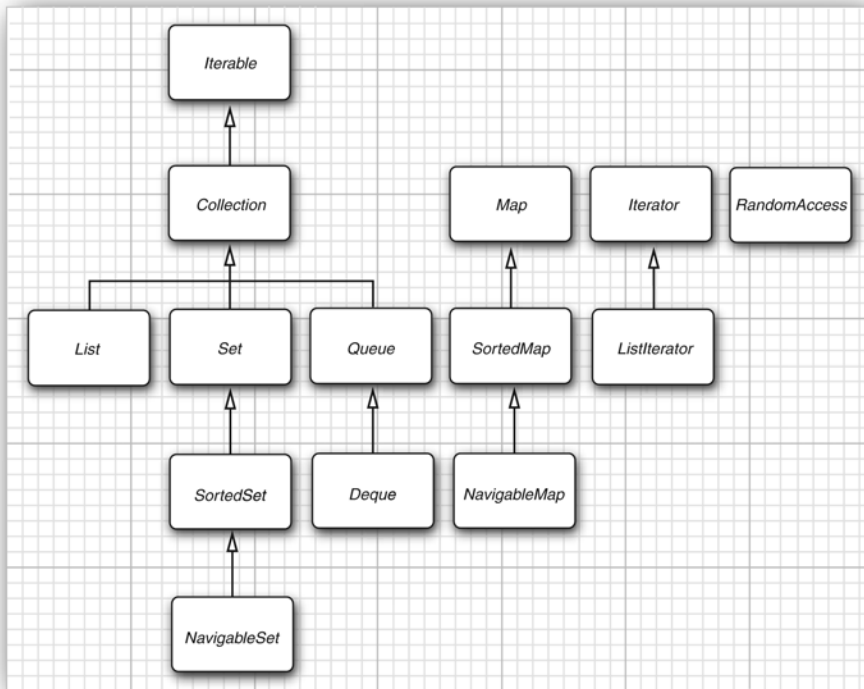 Iterable
Collection
Map
Iterator
RandomAccess
List
Set
Queue
SortedMap
ListIterator
SortedSet
Deque
NavigableMap
NavigableSet